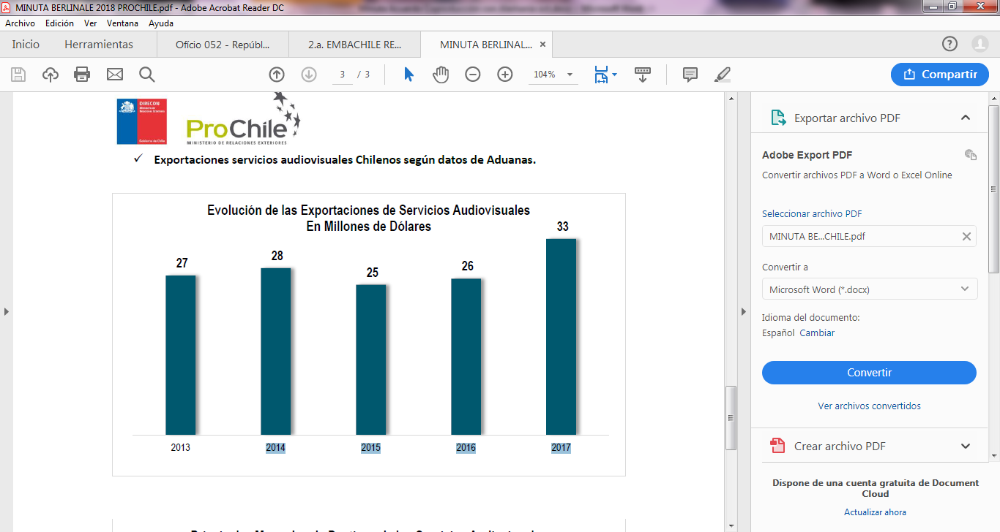 MINUTA BERLINALE 2018 PROCHILE.pdf - Adobe Acrobat Reader DC
Archivo Edición Ver Ventana Ayuda
Inicio Herramientas Ofício 052 - Repúbl... 2.a. EMBACHILE RE... MINUTA BERLINAL...
3 / 3 104% Compartir
DIRECON
Ministerio de
Relaciones Exteriores
Gobierno de Chile
ProChile
MINISTERIO DE RELACIONES EXTERIORES
✓ Exportaciones servicios audiovisuales Chilenos según datos de Aduanas.
Evolución de las Exportaciones de Servicios Audiovisuales
En Millones de Dólares
27 28 25 26 33
2013 2014 2015 2016 2017
Exportar archivo PDF
Adobe Export PDF
Convertir archivos PDF a Word o Excel Online
Seleccionar archivo PDF
MINUTA BE...CHILE.pdf
Convertir a
Microsoft Word (*.docx)
Idioma del documento:
Español Cambiar
Convertir
Ver archivos convertidos
Crear archivo PDF
Dispone de una cuenta gratuita de Document
Cloud
Actualizar ahora